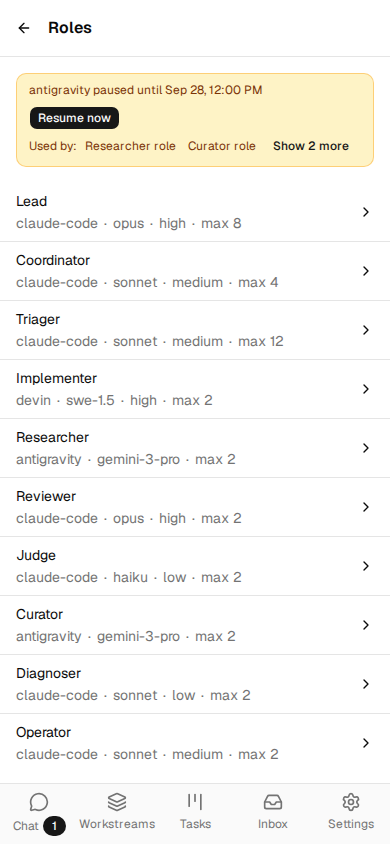 Roles
antigravity paused until Sep 28, 12:00 PM
Resume now
Used by: Researcher role Curator role Show 2 more
Lead
claude-code · opus · high · max 8
Coordinator
claude-code · sonnet · medium · max 4
Triager
claude-code · sonnet · medium · max 12
Implementer
devin · swe-1.5 · high · max 2
Researcher
antigravity · gemini-3-pro · max 2
Reviewer
claude-code · opus · high · max 2
Judge
claude-code · haiku · low · max 2
Curator
antigravity · gemini-3-pro · max 2
Diagnoser
claude-code · sonnet · low · max 2
Operator
claude-code · sonnet · medium · max 2
Chat 1 Workstreams Tasks Inbox Settings